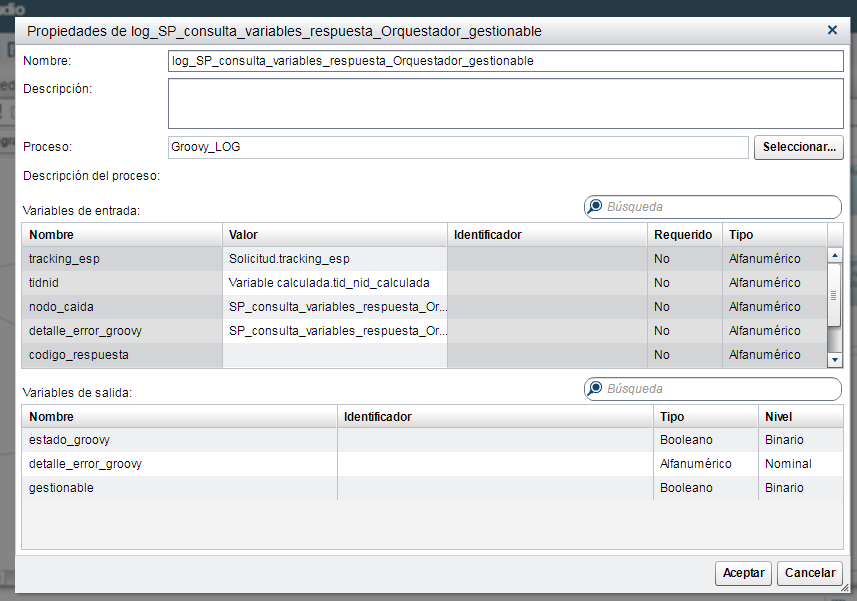 Propiedades de log_SP_consulta_variables_respuesta_Orquestador_gestionable
Nombre: log_SP_consulta_variables_respuesta_Orquestador_gestionable
Descripción:
Proceso: Groovy_LOG Seleccionar...
Descripción del proceso:
Variables de entrada: Búsqueda
Nombre Valor Identificador Requerido Tipo
tracking_esp Solicitud.tracking_esp No Alfanumérico
tidnid Variable calculada.tid_nid_calculada No Alfanumérico
nodo_caida SP_consulta_variables_respuesta_Or... No Alfanumérico
detalle_error_groovy SP_consulta_variables_respuesta_Or... No Alfanumérico
codigo_respuesta No Alfanumérico
Variables de salida: Búsqueda
Nombre Identificador Tipo Nivel
estado_groovy Booleano Binario
detalle_error_groovy Alfanumérico Nominal
gestionable Booleano Binario
Aceptar Cancelar